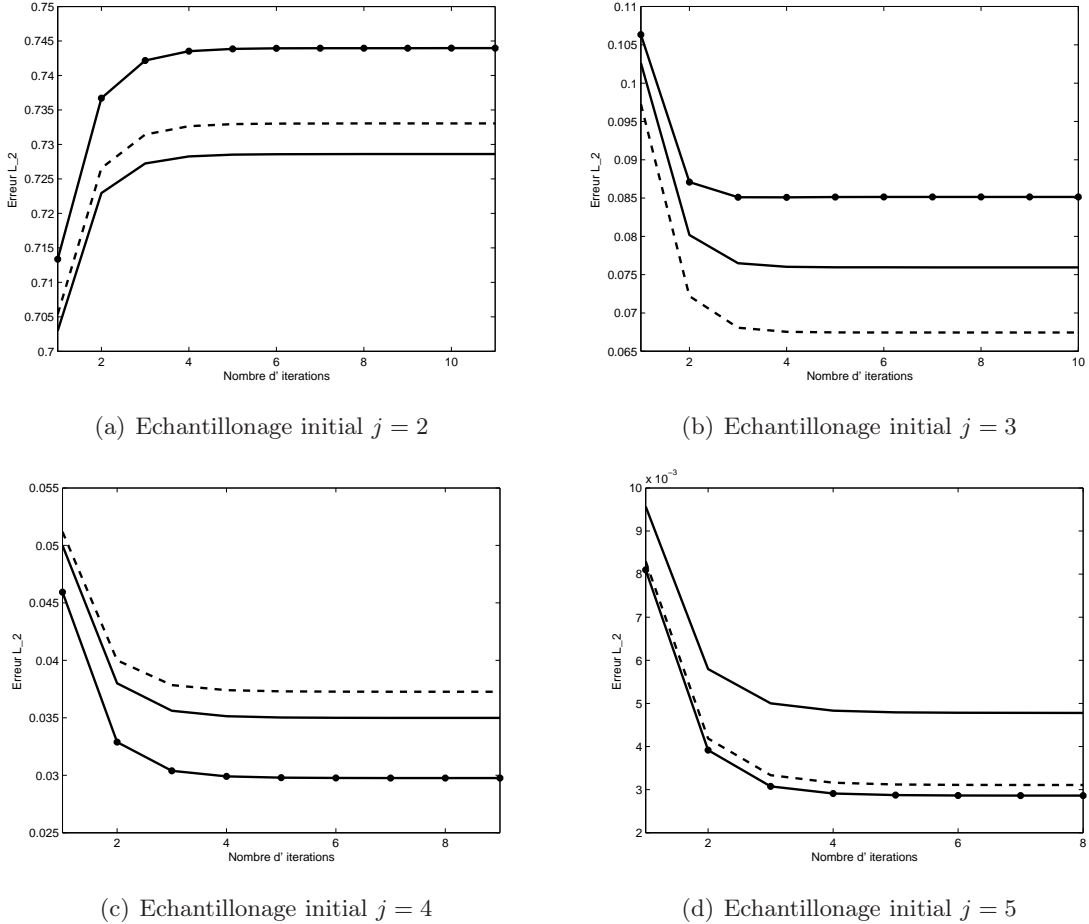 0.75
0.745
0.74
0.735
0.73
0.725
0.72
0.715
0.71
0.705
0.7
Erreur L_2
2 4 6 8 10
Nombre d' iterations
(a) Echantillonage initial j = 2
0.11
0.105
0.1
0.095
0.09
0.085
0.08
0.075
0.07
0.065
Erreur L_2
2 4 6 8 10
Nombre d' iterations
(b) Echantillonage initial j = 3
0.055
0.05
0.045
0.04
0.035
0.03
0.025
Erreur L_2
2 4 6 8
Nombre d' iterations
(c) Echantillonage initial j = 4
x 10⁻³
10
9
8
7
6
5
4
3
2
Erreur L_2
2 4 6 8
Nombre d' iterations
(d) Echantillonage initial j = 5